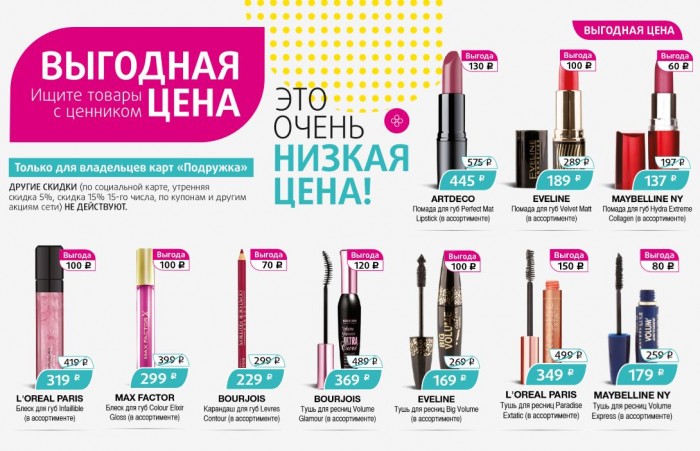 ВЫГОДНАЯ
Ищите товары
с ценником
ЦЕНА
Только для владельцев карт «Подружка»
ДРУГИЕ СКИДКИ (по социальной карте, утренняя
скидка 5%, скидка 15% 15-го числа, по купонам и другим
акциям сети) НЕ ДЕЙСТВУЮТ.
ЭТО
ОЧЕНЬ
НИЗКАЯ
ЦЕНА!
ВЫГОДНАЯ ЦЕНА
Выгода
130 ₽
575 ₽
445 ₽
ARTDECO
Помада для губ Perfect Mat
Lipstick (в ассортименте)
Выгода
100 ₽
289 ₽
189 ₽
EVELINE
Помада для губ Velvet Matt
(в ассортименте)
Выгода
60 ₽
197 ₽
137 ₽
MAYBELLINE NY
Помада для губ Hydra Extreme
Collagen (в ассортименте)
Выгода
100 ₽
419 ₽
319 ₽
L'OREAL PARIS
Блеск для губ Infaillible
(в ассортименте)
Выгода
100 ₽
MAX FACTOR
399 ₽
299 ₽
MAX FACTOR
Блеск для губ Colour Elixir
Gloss (в ассортименте)
Выгода
70 ₽
299 ₽
229 ₽
BOURJOIS
Карандаш для губ Levres
Contour (в ассортименте)
Выгода
120 ₽
489 ₽
369 ₽
BOURJOIS
Тушь для ресниц Volume
Glamour (в ассортименте)
Выгода
100 ₽
VOLUME
269 ₽
169 ₽
EVELINE
Тушь для ресниц Big Volume
(в ассортименте)
Выгода
150 ₽
499 ₽
349 ₽
L'OREAL PARIS
Тушь для ресниц Paradise
Extatic (в ассортименте)
Выгода
80 ₽
259 ₽
179 ₽
MAYBELLINE NY
Тушь для ресниц Volume
Express (в ассортименте)